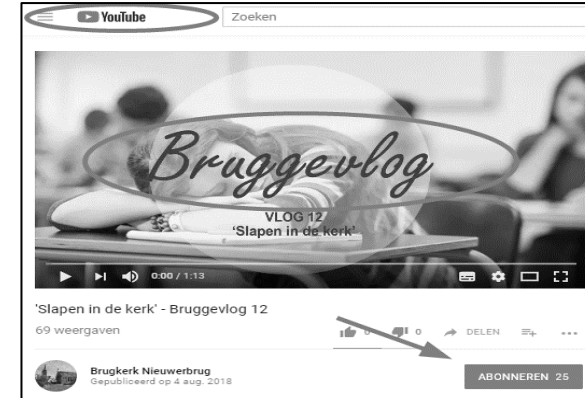 YouTube
Zoeken
Bruggevlog
VLOG 12
'Slapen in de kerk'
0:00 / 1:13
'Slapen in de kerk' - Bruggevlog 12
69 weergaven
0 0 DELEN
Brugkerk Nieuwerbrug
Gepubliceerd op 4 aug. 2018
ABONNEREN 25